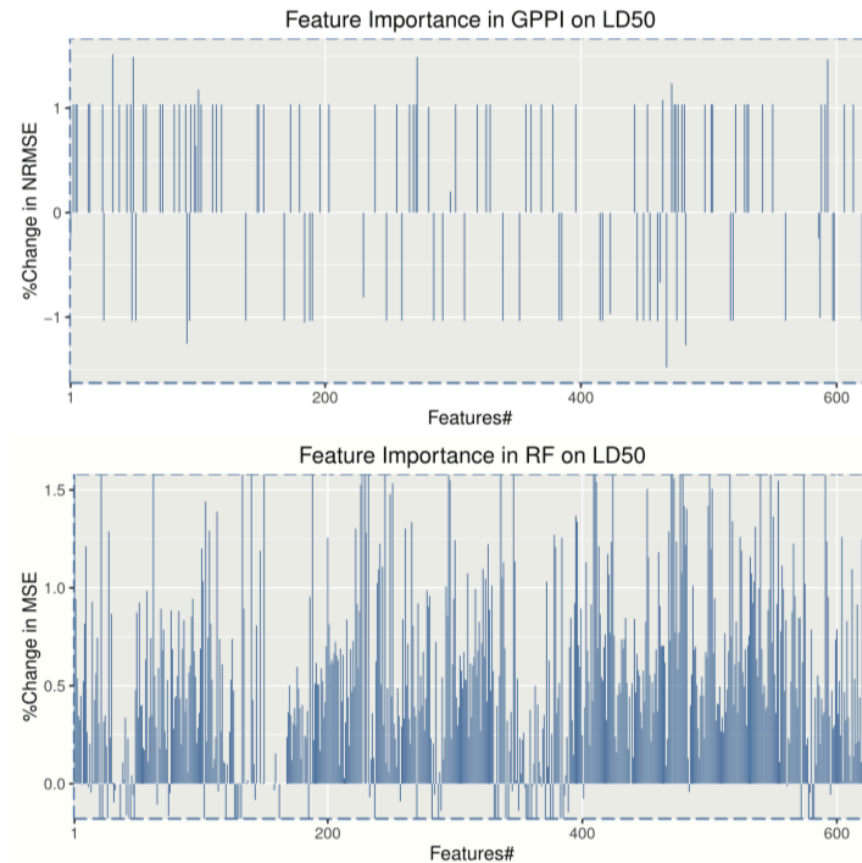 Feature Importance in GPPI on LD50
%Change in NRMSE
1
0
−1
1
200
400
600
Features#
Feature Importance in RF on LD50
%Change in MSE
1.5
1.0
0.5
0.0
1
200
400
600
Features#